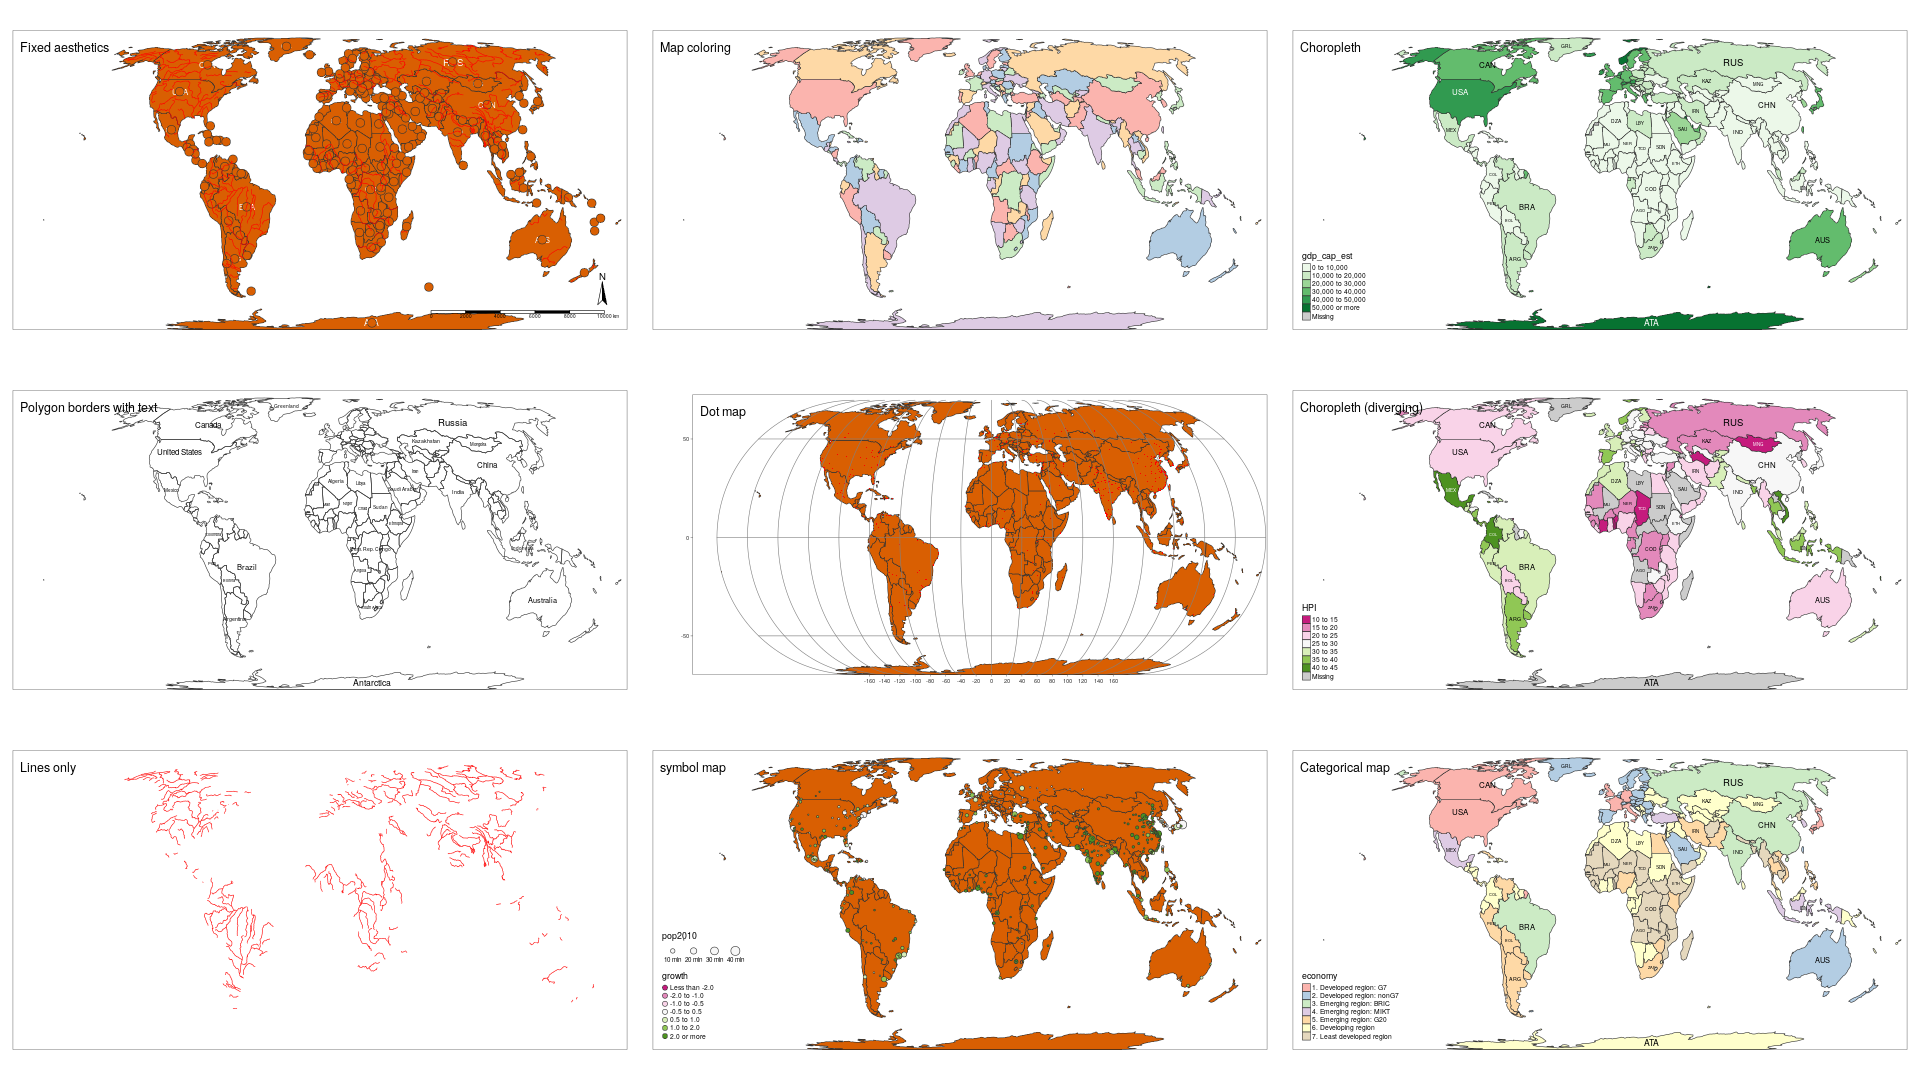 Fixed aesthetics
RUS
N
0 2000 4000 6000 8000 10000 km
Map coloring
Choropleth
GRL
CAN
RUS
USA
KAZ
MNG
CHN
MEX
DZA
LBY
IRN
SAU
IND
NER
TCD
SDN
ETH
COL
COD
BRA
AGO
BOL
AUS
ARG
ATA
gdp_cap_est
0 to 10,000
10,000 to 20,000
20,000 to 30,000
30,000 to 40,000
40,000 to 50,000
50,000 or more
Missing
Polygon borders with text
Greenland
Canada
Russia
United States
Kazakhstan
Mongolia
China
Mexico
Algeria
Libya
Saudi Arabia
India
Sudan
Ethiopia
Dem. Rep. Congo
Brazil
Angola
Australia
Argentina
Antarctica
Dot map
50
0
-50
-160 -140 -120 -100 -80 -60 -40 -20 0 20 40 60 80 100 120 140 160
Choropleth (diverging)
GRL
CAN
RUS
USA
KAZ
MNG
CHN
MEX
DZA
LBY
IRN
SAU
IND
NER
TCD
SDN
ETH
COL
COD
BRA
AGO
BOL
AUS
ARG
ATA
HPI
10 to 15
15 to 20
20 to 25
25 to 30
30 to 35
35 to 40
40 to 45
Missing
Lines only
symbol map
pop2010
10 mln 20 mln 30 mln 40 mln
growth
Less than -2.0
-2.0 to -1.0
-1.0 to -0.5
-0.5 to 0.5
0.5 to 1.0
1.0 to 2.0
2.0 or more
Categorical map
GRL
CAN
RUS
USA
KAZ
MNG
CHN
MEX
DZA
LBY
IRN
SAU
IND
NER
TCD
SDN
ETH
COL
COD
BRA
AGO
BOL
AUS
ARG
ATA
economy
1. Developed region: G7
2. Developed region: nonG7
3. Emerging region: BRIC
4. Emerging region: MIKT
5. Emerging region: G20
6. Developing region
7. Least developed region